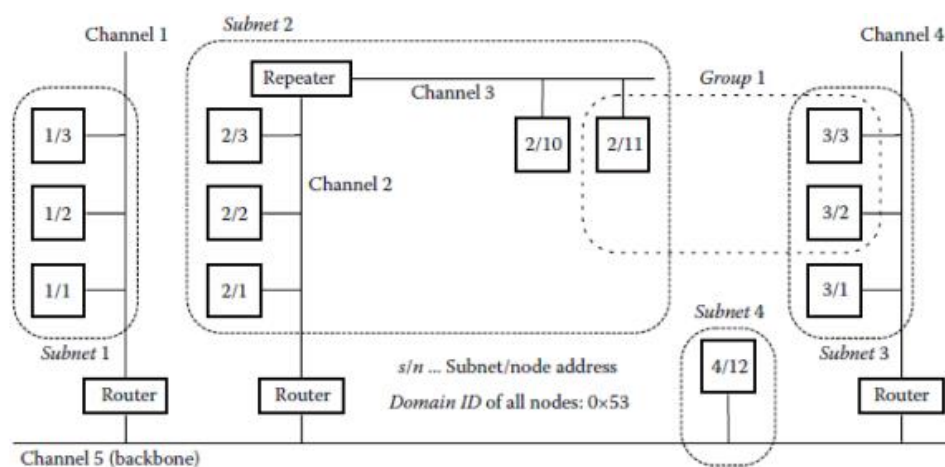 Channel 1
Subnet 2
Channel 4
Repeater
Channel 3
Group 1
1/3
2/3
2/10
2/11
3/3
Channel 2
1/2
2/2
3/2
1/1
2/1
3/1
Subnet 4
Subnet 1
Subnet 3
s/n ... Subnet/node address
4/12
Router
Router
Domain ID of all nodes: 0×53
Router
Channel 5 (backbone)